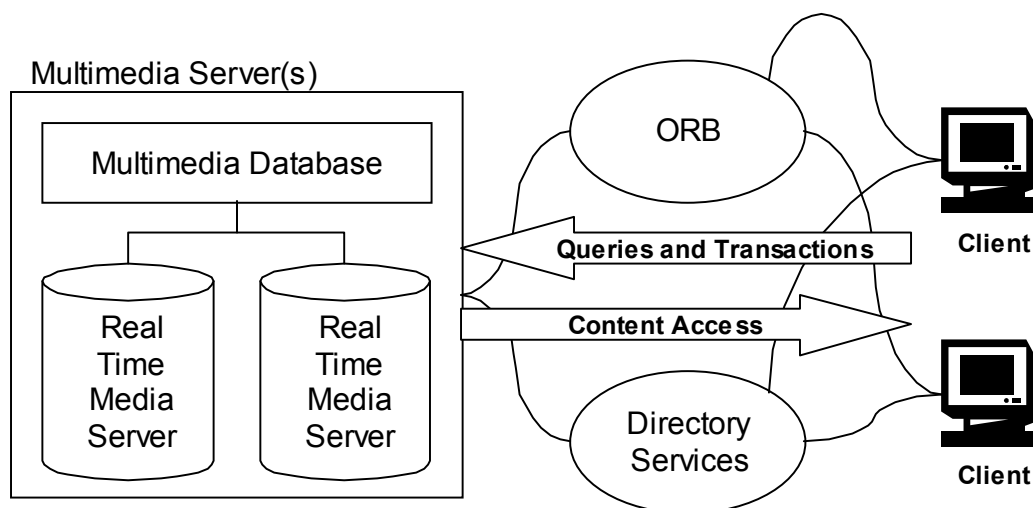 Multimedia Server(s)
Multimedia Database
Real
Time
Media
Server
Real
Time
Media
Server
ORB
Queries and Transactions
Content Access
Directory
Services
Client
Client